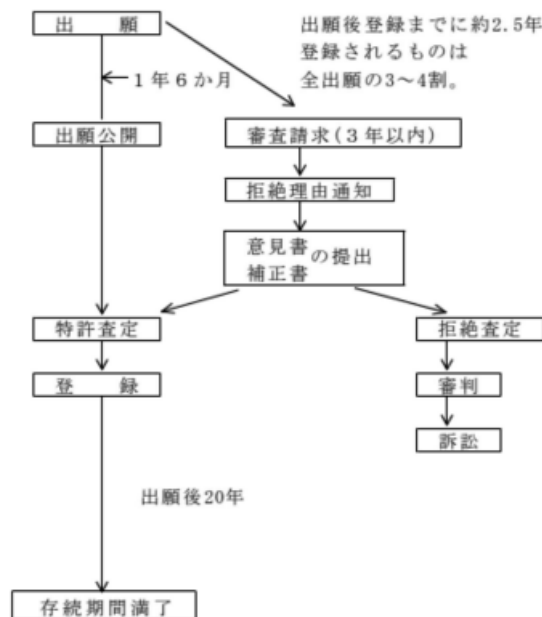 出　願
出願後登録までに約2.5年
登録されるものは
全出願の3～4割。
1年6か月
出願公開
審査請求(3年以内)
拒絶理由通知
意見書
補正書
の提出
特許査定
拒絶査定
登　録
審判
訴訟
出願後20年
存続期間満了